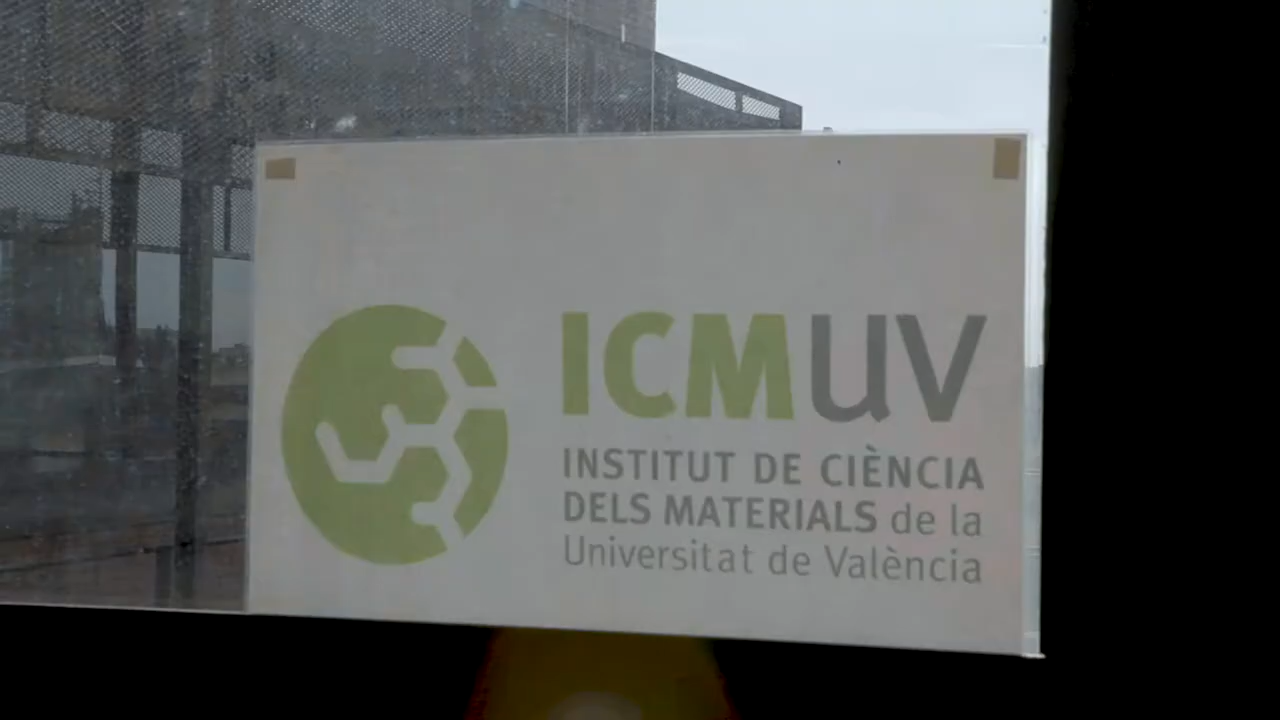 ICMUV
INSTITUT DE CIÈNCIA
DELS MATERIALS de la
Universitat de València